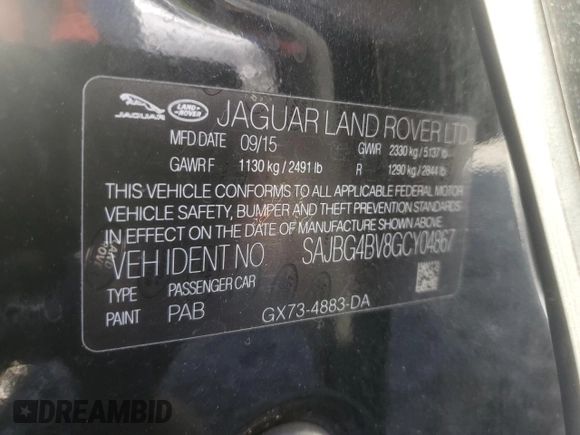 JAGUAR LAND-ROVER JAGUAR LAND ROVER LTD
MFD DATE 09/15 GVWR 2330 kg / 5137 lb
GAWR F 1130 kg / 2491 lb R 1290 kg / 2844 lb
THIS VEHICLE CONFORMS TO ALL APPLICABLE FEDERAL MOTOR
VEHICLE SAFETY, BUMPER AND THEFT PREVENTION STANDARDS
IN EFFECT ON THE DATE OF MANUFACTURE SHOWN ABOVE.
VEH IDENT NO. SAJBG4BV8GCY04867
TYPE PASSENGER CAR
PAINT PAB GX73-4883-DA
DREAMBID